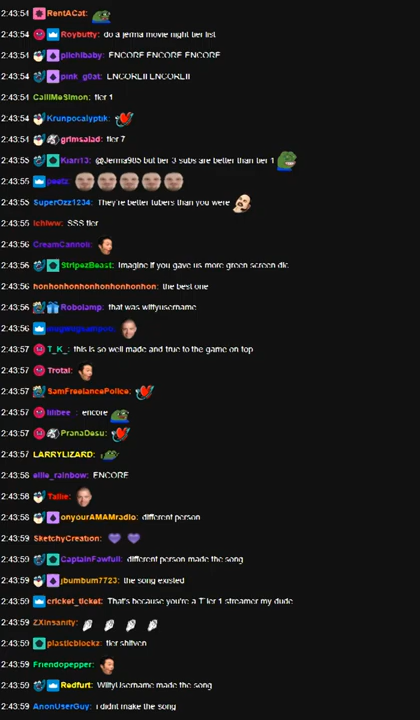 2:43:54 RentACat:
2:43:54 Roybuffy: do a jerma movie night tier list
2:43:54 pitchibaby: ENCORE ENCORE ENCORE
2:43:54 pink_g0at: ENCORE!! ENCORE!!
2:43:54 CallMeSimon: tier 1
2:43:54 Krunpocalyptik:
2:43:54 grimsalad: tier 7
2:43:55 Kiari13: @Jerma985 but tier 3 subs are better than tier 1
2:43:55 peetz
2:43:55 SuperOzz1234: They're better tubers than you were
2:43:55 Ichiww: SSS tier
2:43:56 CreamCannon:
2:43:56 StripezBeast: Imagine if you gave us more green screen dlc
2:43:56 honhonhonhonhonhonhonhon: the best one
2:43:56 Robolamp: that was wittyusername
2:43:56
2:43:57 T_K_: this is so well made and true to the game on top
2:43:57 Trotal:
2:43:57 SamFreelancePolice:
2:43:57 lilibee: encore
2:43:57 PranaDesu:
2:43:57 LARRYLIZARD:
2:43:58 ellie_rainbow: ENCORE
2:43:58 Tallie:
2:43:58 onyourAMAMradio: different person
2:43:59 SketchyCreation:
2:43:59 CaptainFawful: different person made the song
2:43:59 jbumbum7723: the song existed
2:43:59 cricket_ticket: That's because you're a T1er 1 streamer my dude
2:43:59 ZXInsanity:
2:43:59 plasticblockz: tier shitven
2:43:59 Friendopepper:
2:43:59 Redfurt: WittyUsername made the song
2:43:59 AnonUserGuy: i didnt make the song